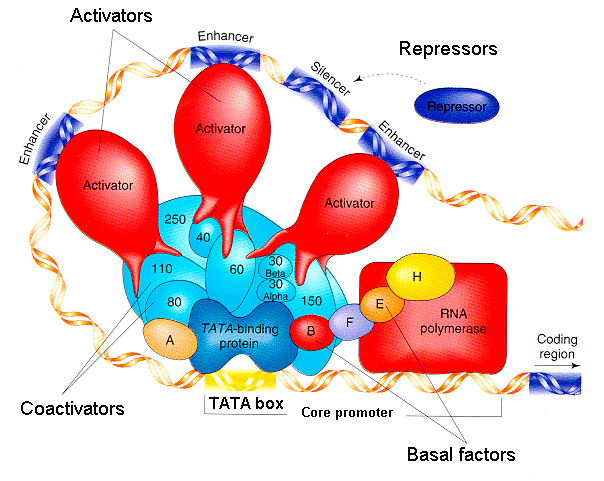 Activators
Enhancer
Repressors
Silencer
Repressor
Enhancer
Enhancer
Activator
Activator
Activator
250
40
110
60
30
Beta
30
Alpha
80
150
H
E
F
B
A
RNA
polymerase
TATA-binding
protein
Coding
region
Coactivators
TATA box
Core promoter
Basal factors